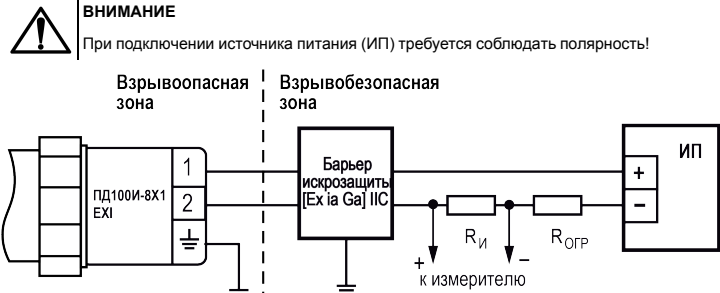 ВНИМАНИЕ
При подключении источника питания (ИП) требуется соблюдать полярность!
Взрывоопасная
зона
Взрывобезопасная
зона
ПД100И-8Х1
EXI
1
2
Барьер
искрозащиты
[Ex ia Ga] IIC
ИП
+
−
RИ
RОГР
+
−
к измерителю